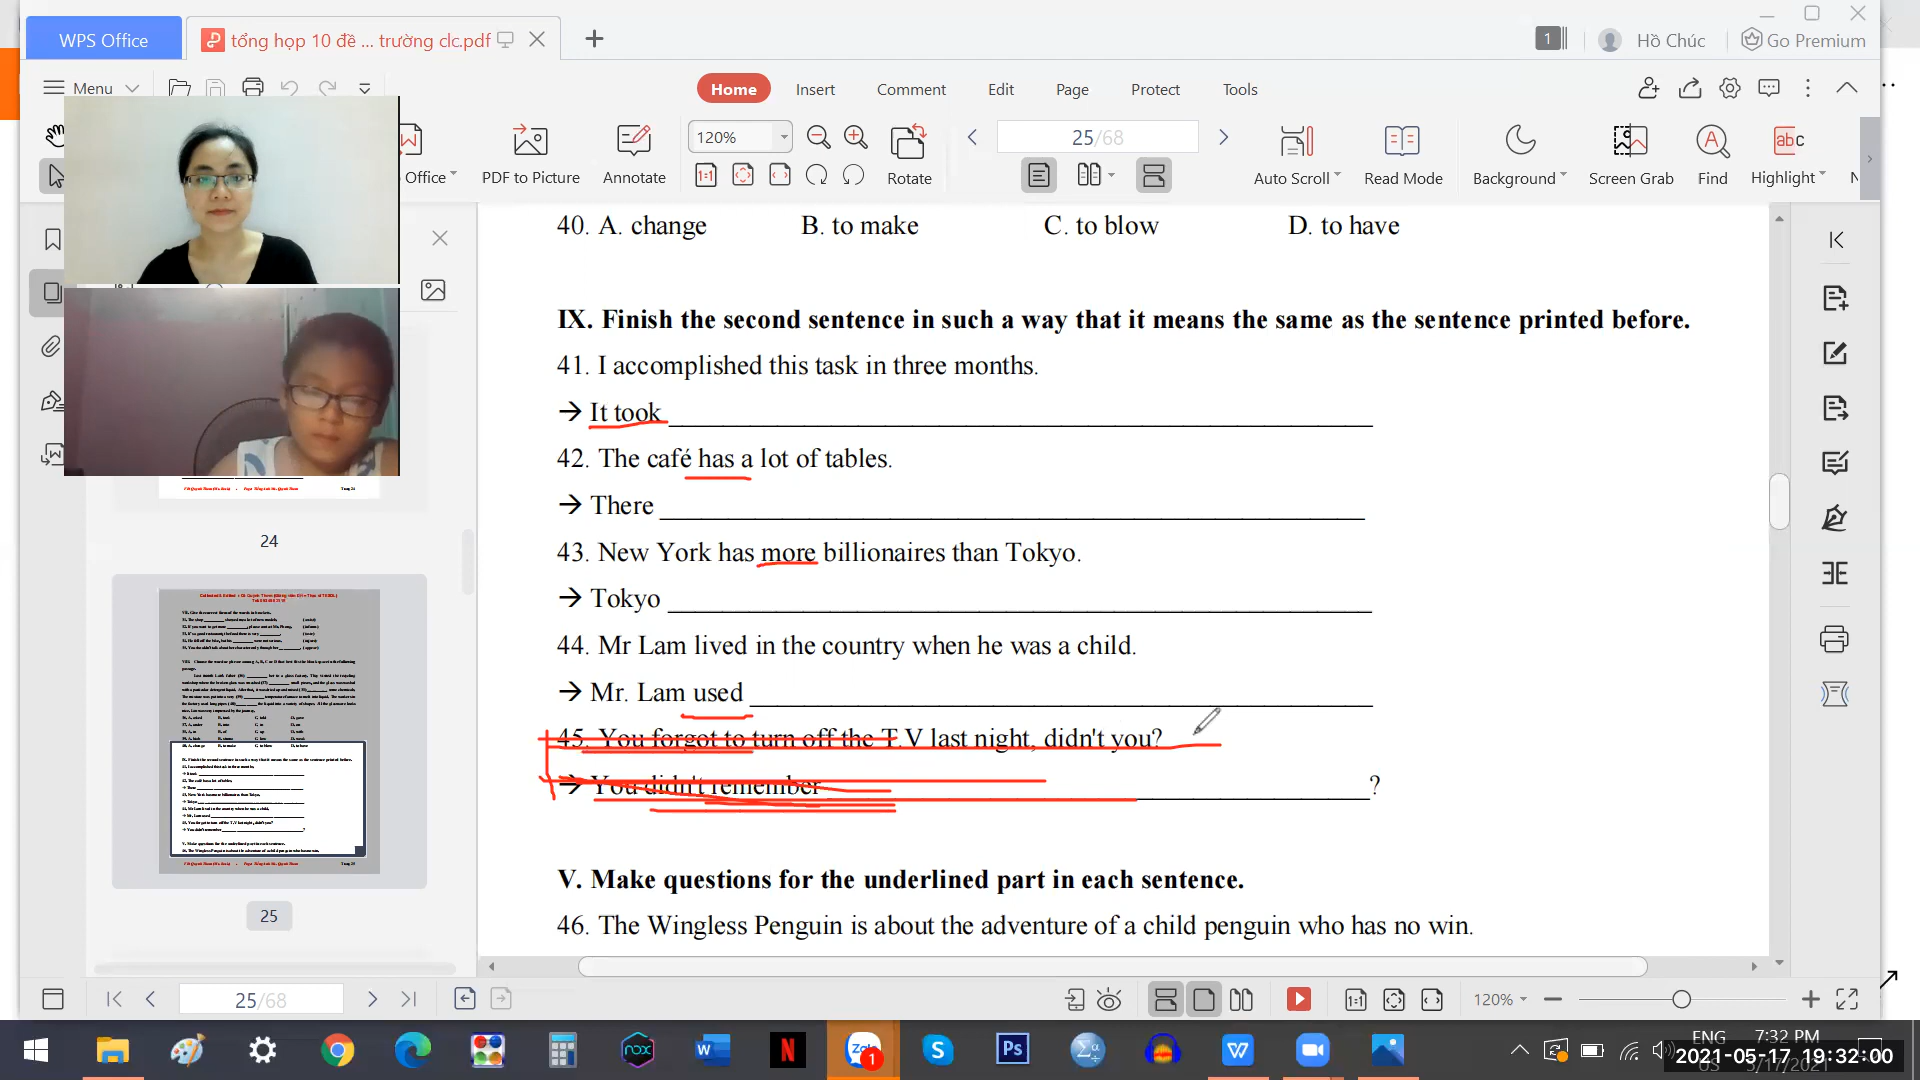 WPS Office
tổng hợp 10 đề ... trường clc.pdf
1
Hồ Chúc
Go Premium
Menu
Home
Insert
Comment
Edit
Page
Protect
Tools
Office
PDF to Picture
Annotate
120%
Rotate
25/68
Auto Scroll
Read Mode
Background
Screen Grab
Find
Highlight
40. A. change B. to make C. to blow D. to have
IX. Finish the second sentence in such a way that it means the same as the sentence printed before.
41. I accomplished this task in three months.
→ It took
42. The café has a lot of tables.
→ There
43. New York has more billionaires than Tokyo.
→ Tokyo
44. Mr Lam lived in the country when he was a child.
→ Mr. Lam used
45. You forgot to turn off the T.V last night, didn't you?
→ You didn't remember ?
V. Make questions for the underlined part in each sentence.
46. The Wingless Penguin is about the adventure of a child penguin who has no win.
24
25
25/68
120%
ENG
7:32 PM
2021-05-17 19:32:00